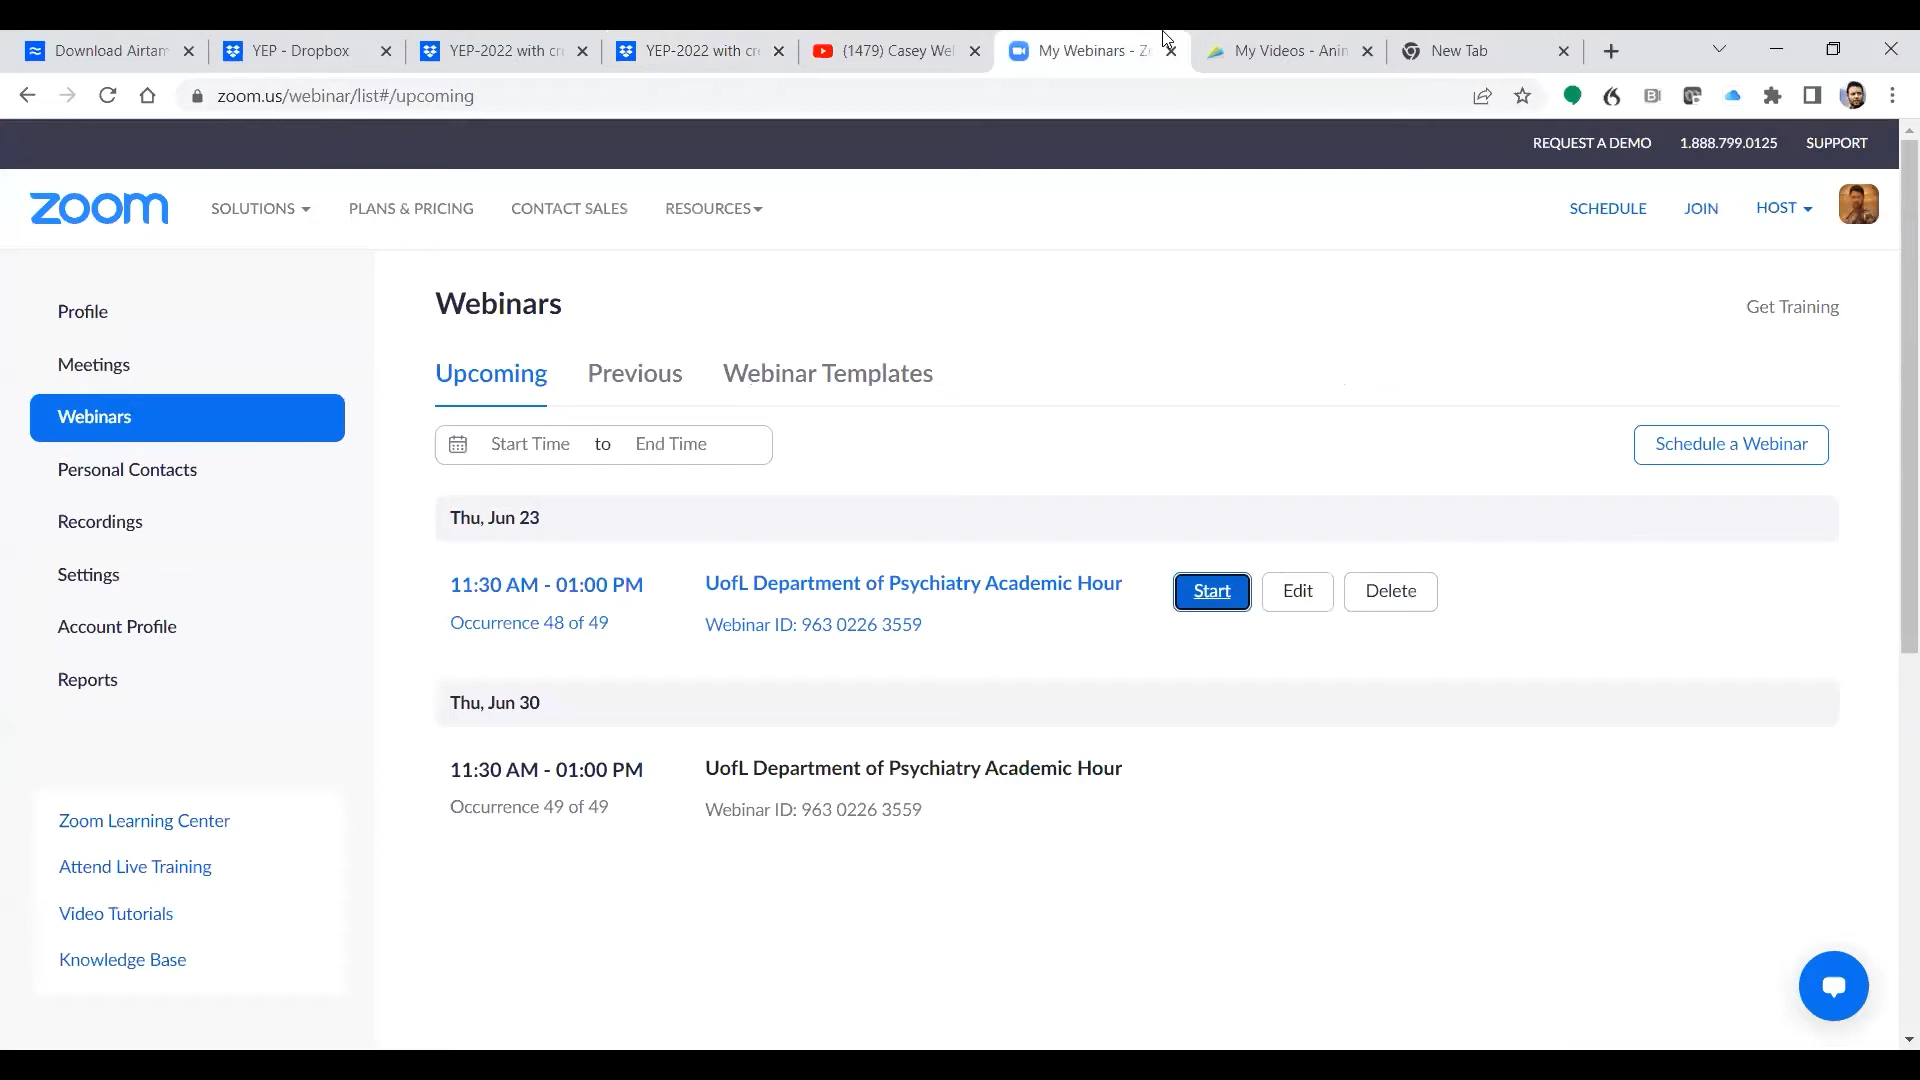 Download Airtam
YEP - Dropbox
YEP-2022 with cr
YEP-2022 with cre
(1479) Casey Wel
My Webinars - Zo
My Videos - Anim
New Tab
zoom.us/webinar/list#/upcoming
REQUEST A DEMO
1.888.799.0125
SUPPORT
zoom
SOLUTIONS
PLANS & PRICING
CONTACT SALES
RESOURCES
SCHEDULE
JOIN
HOST
Profile
Meetings
Webinars
Personal Contacts
Recordings
Settings
Account Profile
Reports
Zoom Learning Center
Attend Live Training
Video Tutorials
Knowledge Base
Webinars
Get Training
Upcoming
Previous
Webinar Templates
Start Time to End Time
Schedule a Webinar
Thu, Jun 23
11:30 AM - 01:00 PM
Occurrence 48 of 49
UofL Department of Psychiatry Academic Hour
Webinar ID: 963 0226 3559
Start
Edit
Delete
Thu, Jun 30
11:30 AM - 01:00 PM
Occurrence 49 of 49
UofL Department of Psychiatry Academic Hour
Webinar ID: 963 0226 3559